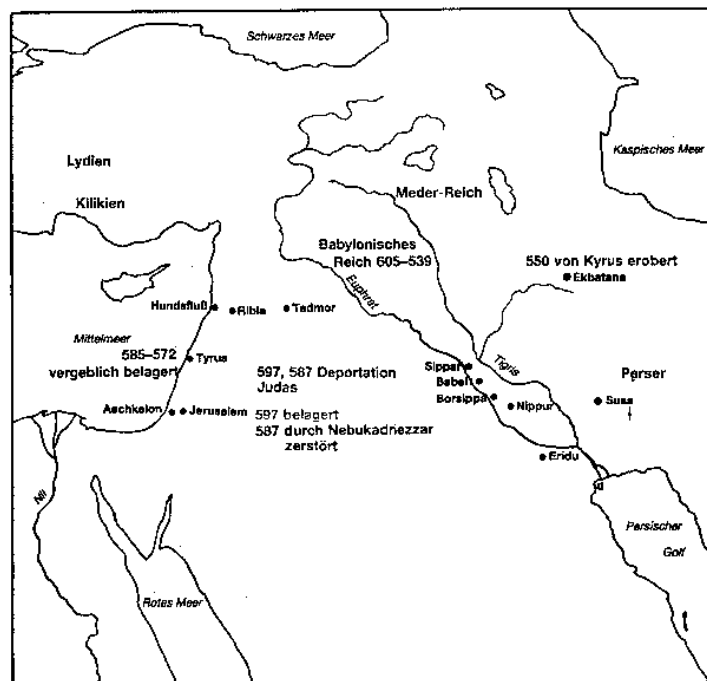 Schwarzes Meer
Kaspisches Meer
Lydien
Kilikien
Meder-Reich
Babylonisches
Reich 605–539
550 von Kyrus erobert
Ekbatana
Euphrat
Hundsfluß
Ribla
Tadmor
Mittelmeer
585–572
vergeblich belagert
Tyrus
Tigris
Sippar
Babel
Borsippa
Nippur
Perser
Susa
597, 587 Deportation
Judas
Aschkelon
Jerusalem
597 belagert
587 durch Nebukadnezzar
zerstört
Eridu
Nil
Persischer
Golf
Rotes Meer